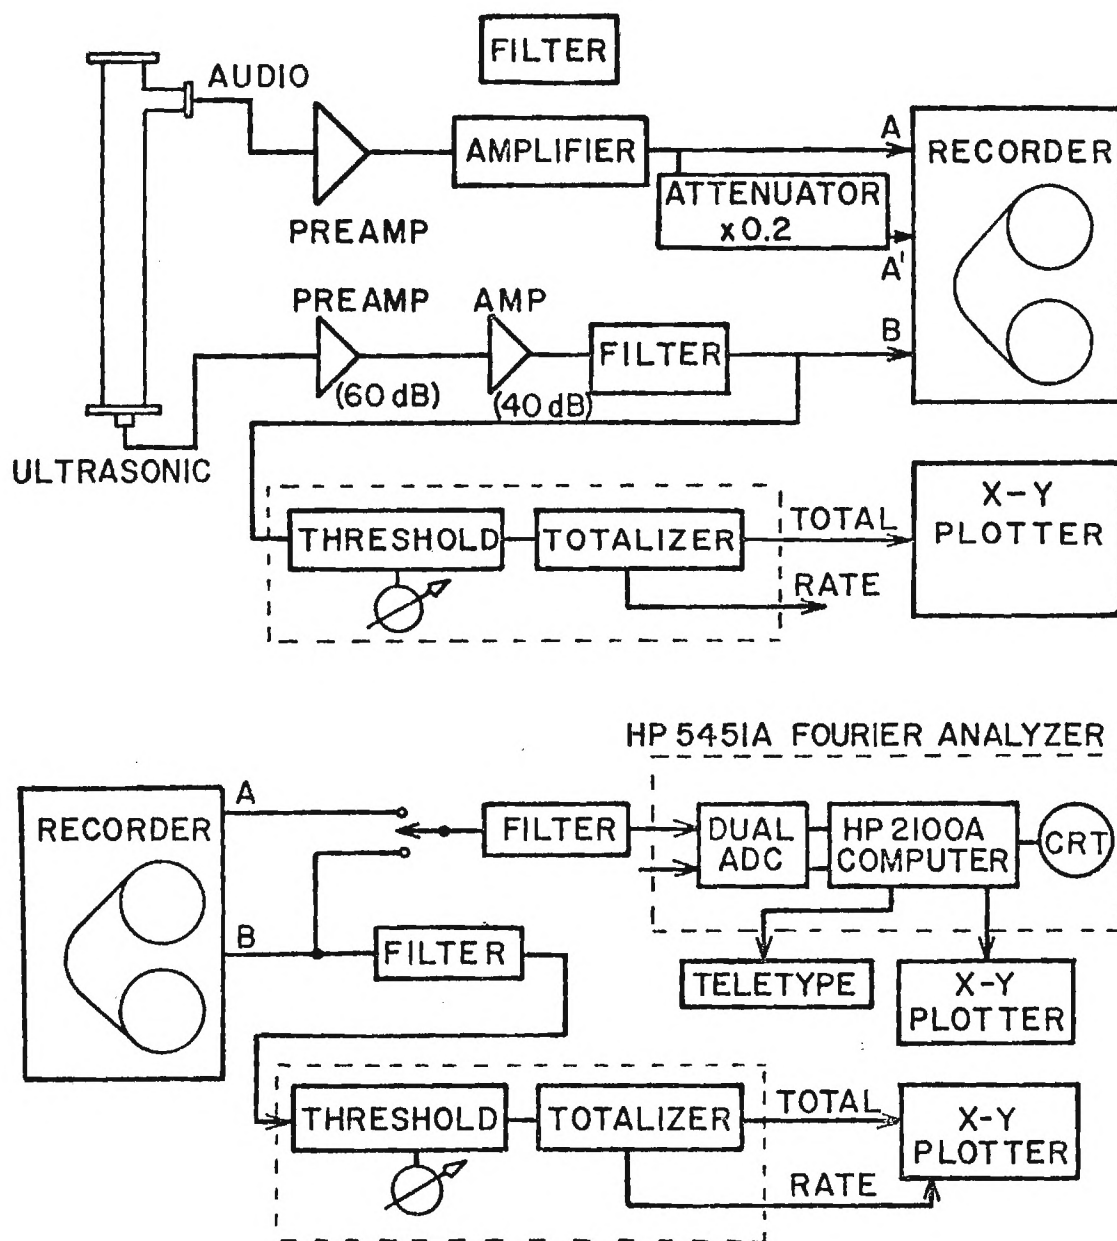 FILTER
AUDIO
AMPLIFIER
A
RECORDER
ATTENUATOR
x0.2
PREAMP
A'
PREAMP
AMP
B
FILTER
(60 dB)
(40 dB)
ULTRASONIC
THRESHOLD
TOTALIZER
TOTAL
RATE
X-Y
PLOTTER
HP 5451A FOURIER ANALYZER
RECORDER
A
FILTER
DUAL
ADC
HP 2100A
COMPUTER
CRT
B
FILTER
TELETYPE
X-Y
PLOTTER
THRESHOLD
TOTALIZER
TOTAL
RATE
X-Y
PLOTTER